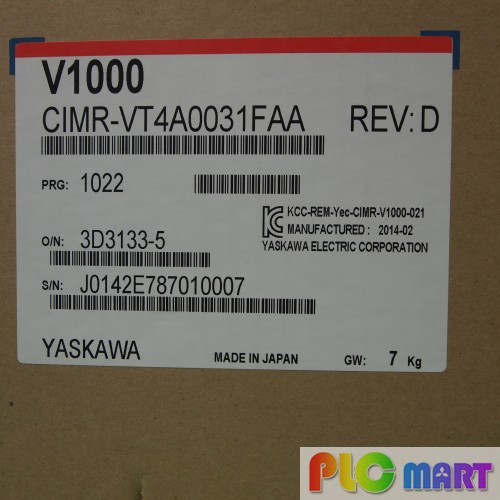 V1000
CIMR-VT4A0031FAA REV: D
PRG: 1022
KCC-REM-Yec-CIMR-V1000-021
MANUFACTURED : 2014-02
YASKAWA ELECTRIC CORPORATION
O/N: 3D3133-5
S/N: J0142E787010007
YASKAWA MADE IN JAPAN GW: 7 Kg
PLC mart